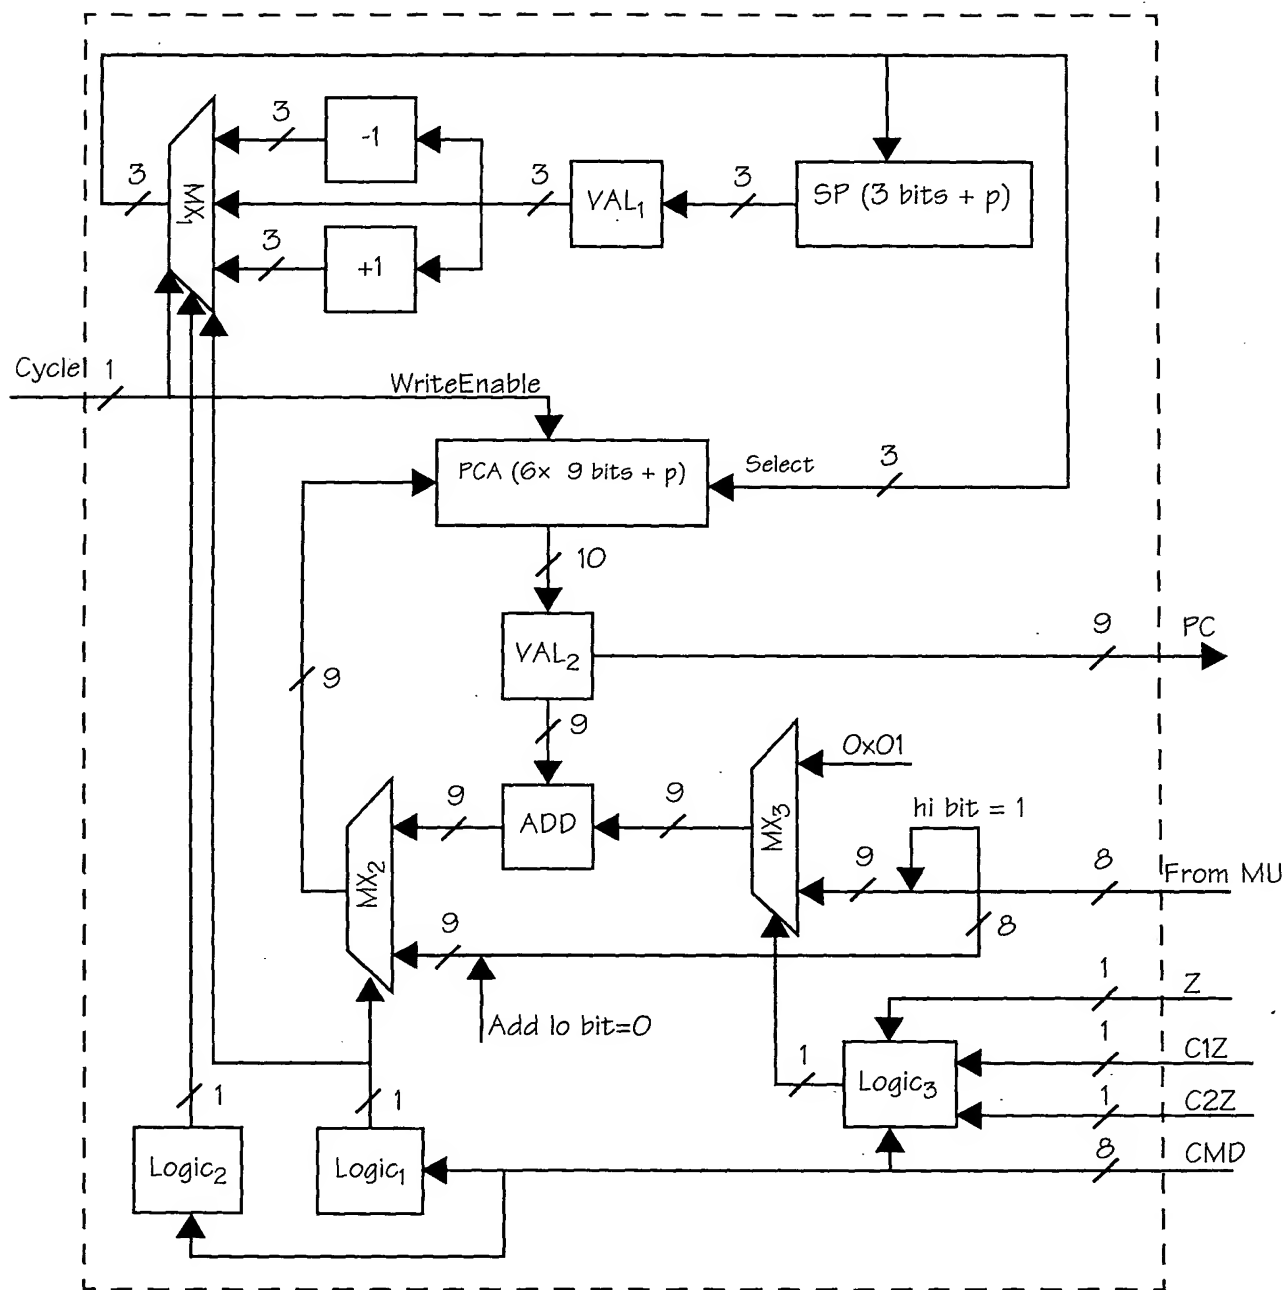 3
-1
3
MX1
3
VAL1
3
SP (3 bits + p)
3
+1
Cycle
1
WriteEnable
PCA (6x 9 bits + p)
Select
3
10
VAL2
9
PC
9
9
0x01
9
ADD
9
MX3
hi bit = 1
MX2
9
8
From MU
9
8
Add lo bit=0
1
Z
1
C1Z
1
Logic3
1
C2Z
1
1
8
CMD
Logic2
Logic1